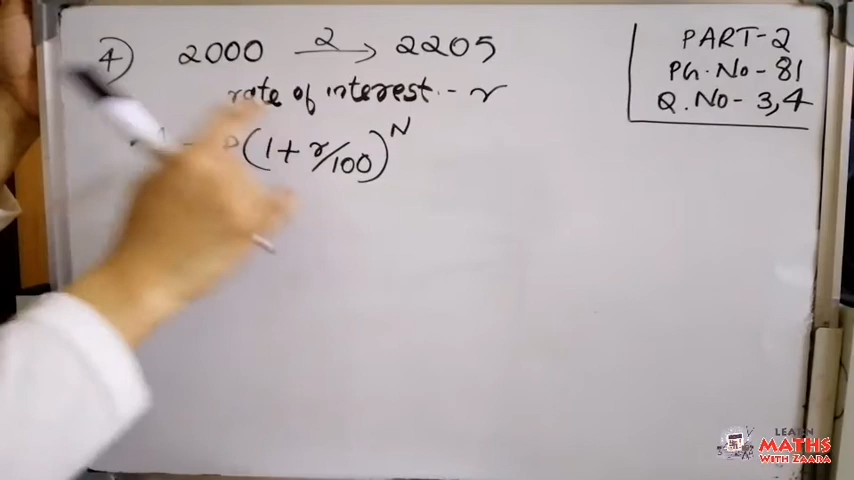 4) 2000 —2→ 2205
rate of interest - r
(1 + r/100)^N
PART-2
PG.No-81
Q.No-3,4
LEARN
MATHS
WITH ZAARA